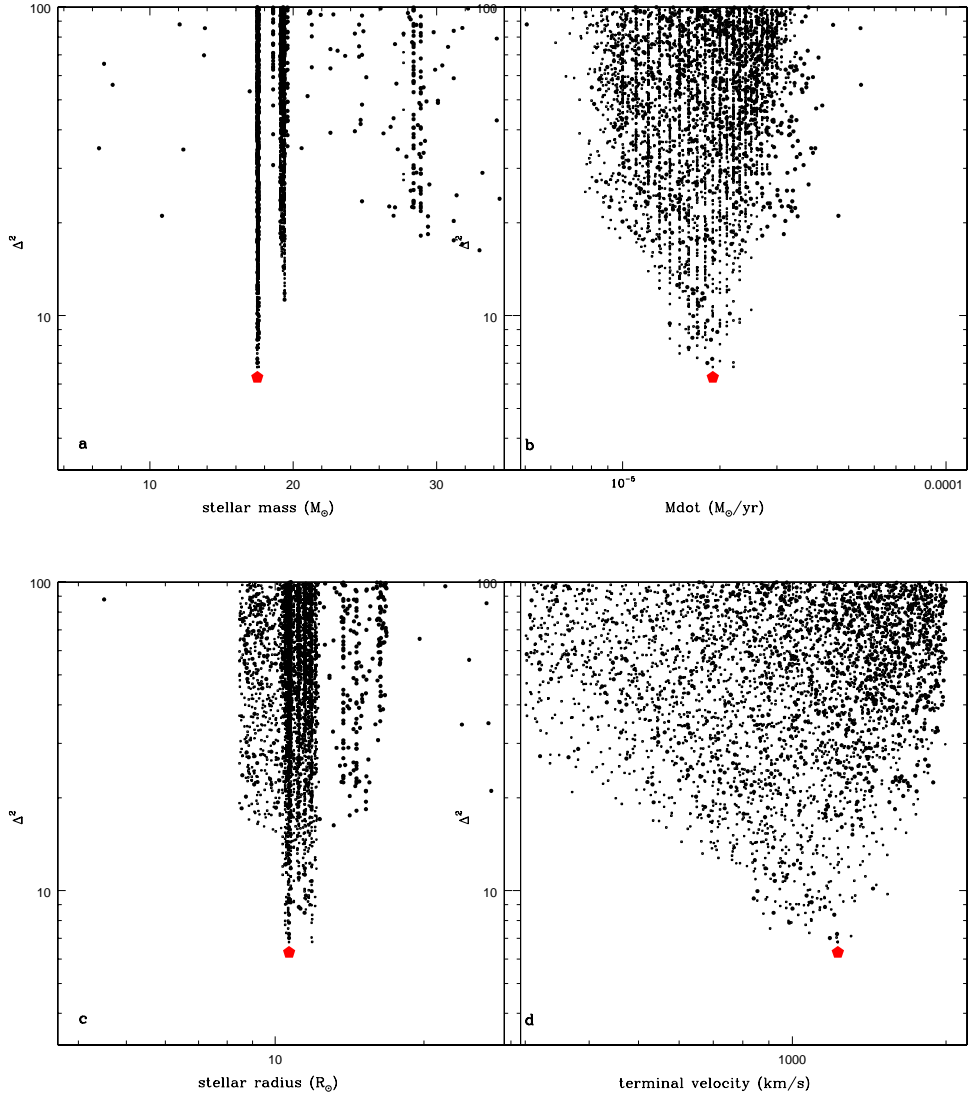 100
100
Δ²
Δ²
10
10
a
b
10
20
30
10⁻⁵
0.0001
stellar mass (M⊙)
Mdot (M⊙/yr)
100
100
Δ²
Δ²
10
10
c
d
10
1000
stellar radius (R⊙)
terminal velocity (km/s)